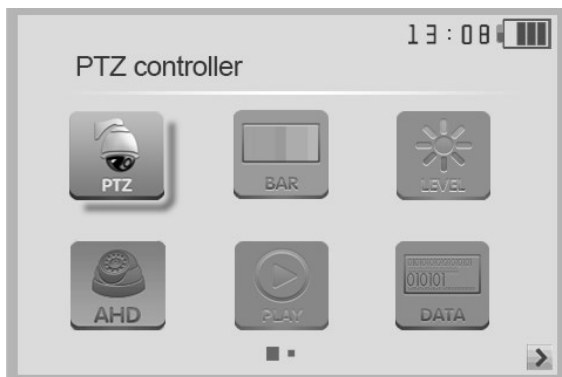 13:08
PTZ controller
PTZ
BAR
LEVEL
AHD
PLAY
010101
DATA